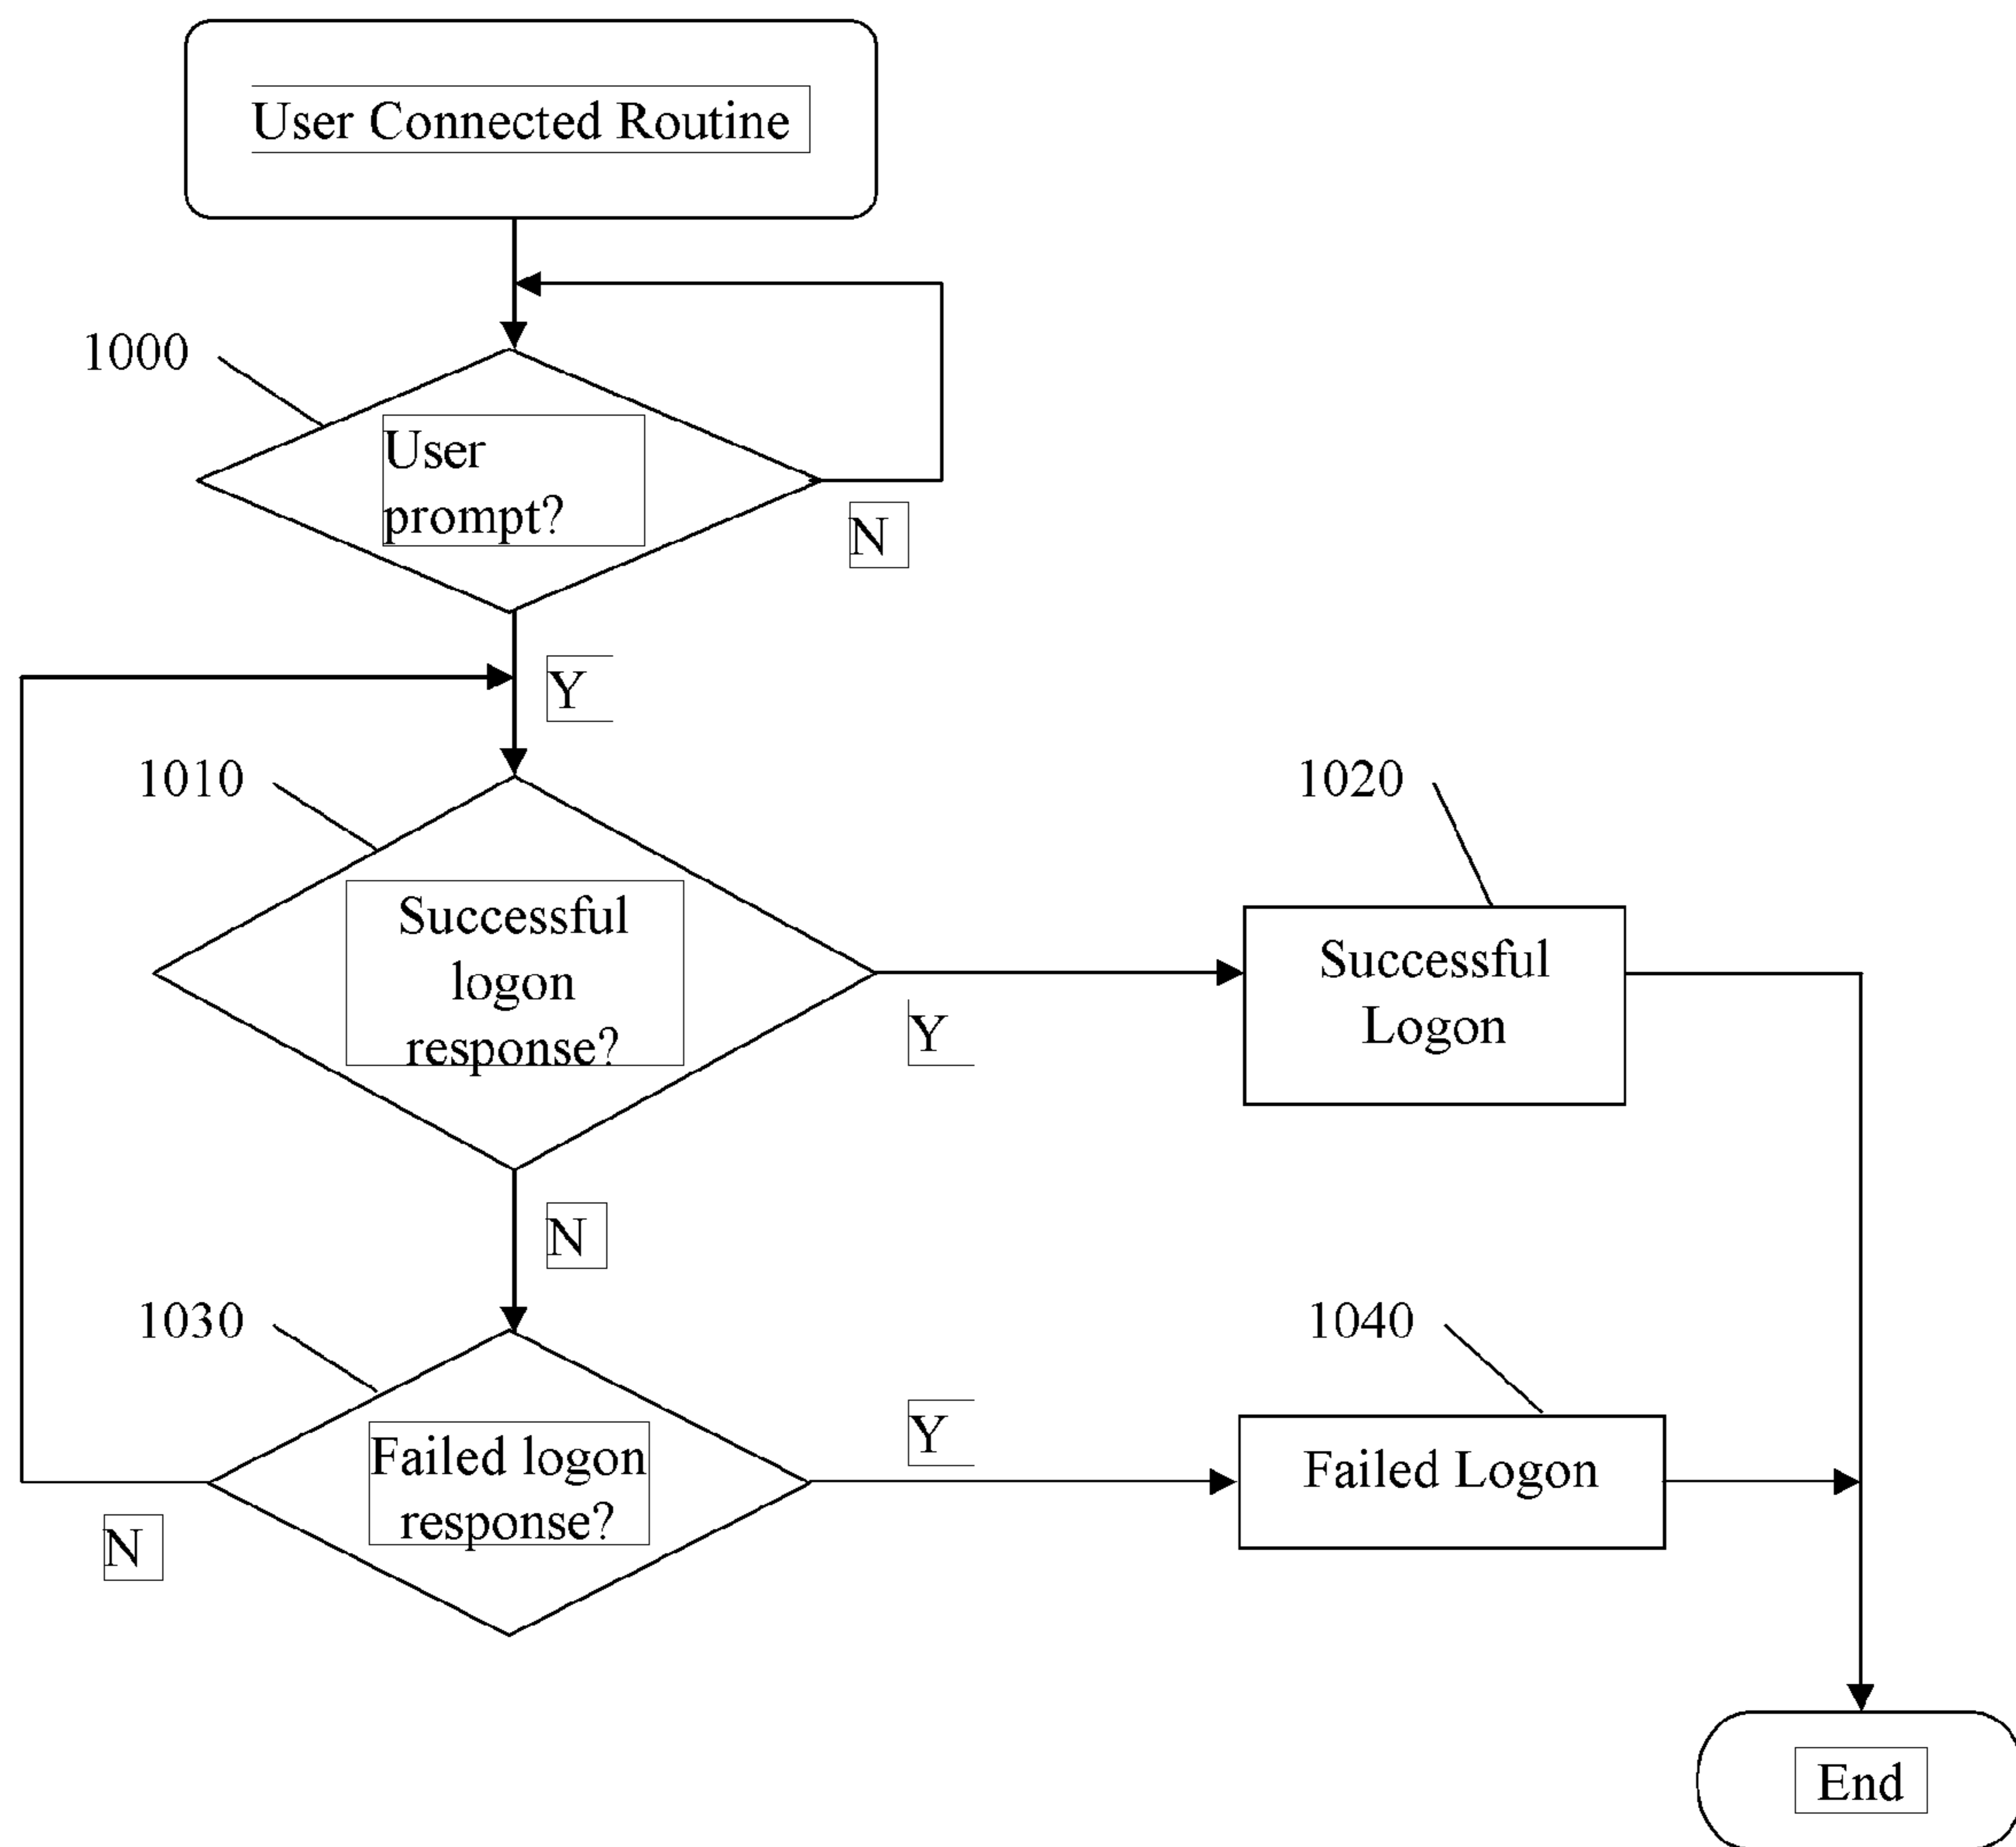 User Connected Routine
1000
User
prompt?
N
Y
1010
Successful
logon
response?
Y
1020
Successful
Logon
N
1030
Failed logon
response?
Y
N
1040
Failed Logon
End